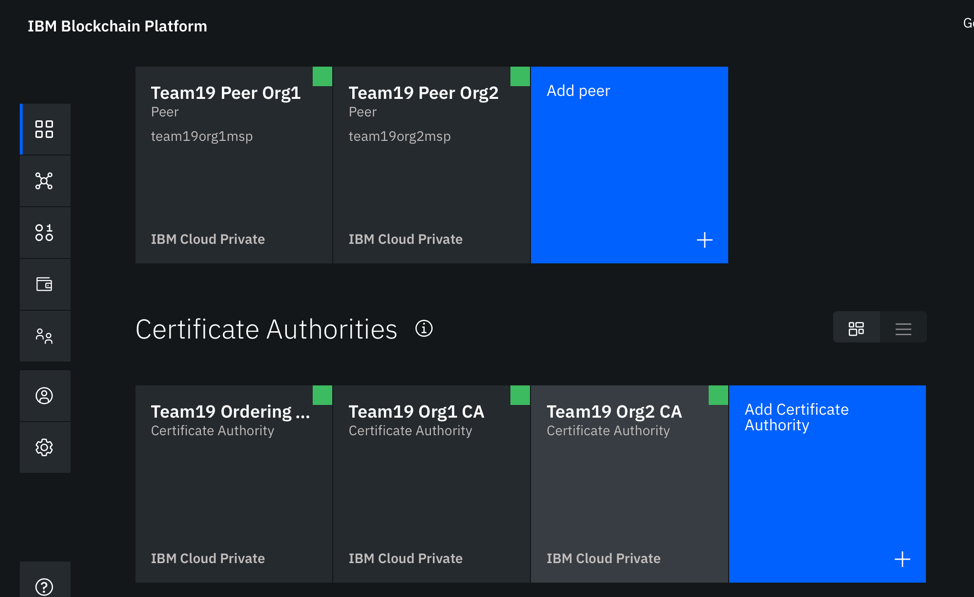 IBM Blockchain Platform
Team19 Peer Org1
Peer
team19org1msp
IBM Cloud Private
Team19 Peer Org2
Peer
team19org2msp
IBM Cloud Private
Add peer
Certificate Authorities
Team19 Ordering ...
Certificate Authority
IBM Cloud Private
Team19 Org1 CA
Certificate Authority
IBM Cloud Private
Team19 Org2 CA
Certificate Authority
IBM Cloud Private
Add Certificate
Authority